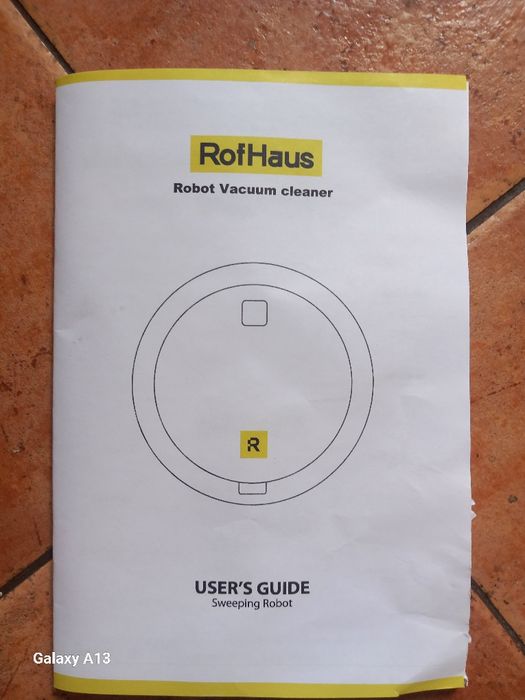 RofHaus
Robot Vacuum cleaner
R
USER'S GUIDE
Sweeping Robot
Galaxy A13